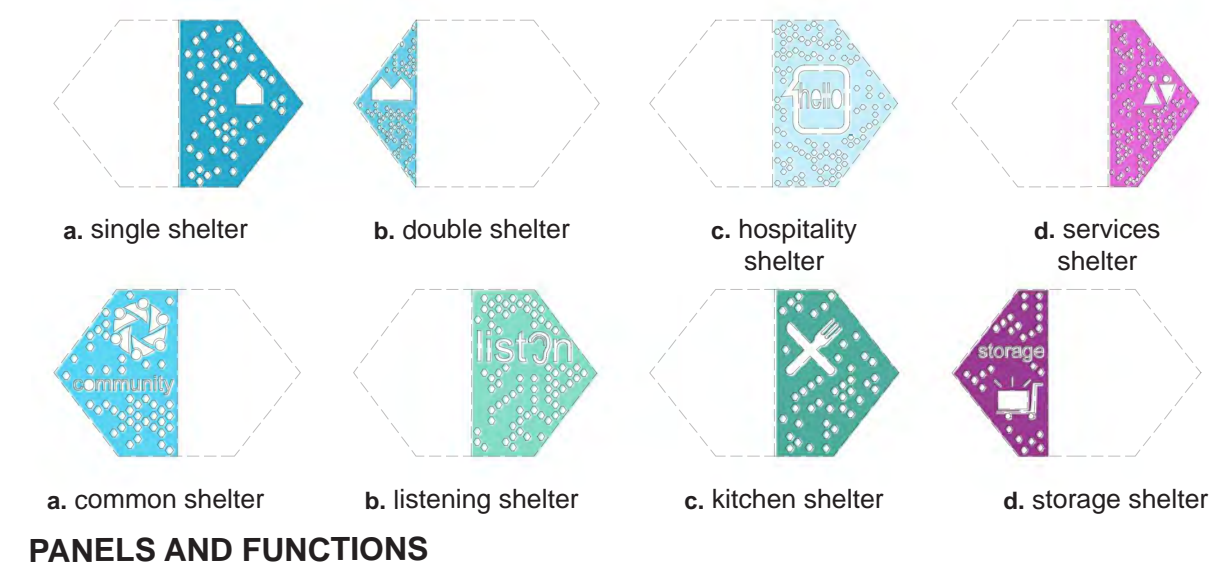 hello
a. single shelter
b. double shelter
c. hospitality
shelter
d. services
shelter
community
listen
storage
a. common shelter
b. listening shelter
c. kitchen shelter
d. storage shelter
PANELS AND FUNCTIONS